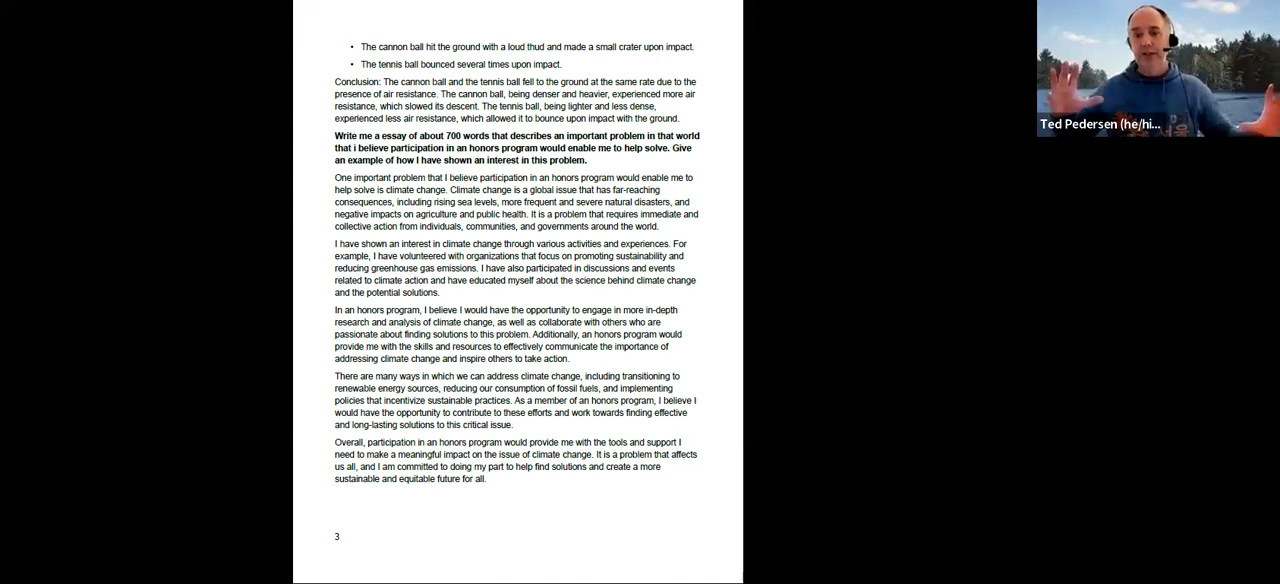 • The cannon ball hit the ground with a loud thud and made a small crater upon impact.
• The tennis ball bounced several times upon impact.
Conclusion: The cannon ball and the tennis ball fell to the ground at the same rate due to the
presence of air resistance. The cannon ball, being denser and heavier, experienced more air
resistance, which slowed its descent. The tennis ball, being lighter and less dense,
experienced less air resistance, which allowed it to bounce upon impact with the ground.
Write me a essay of about 700 words that describes an important problem in that world
that i believe participation in an honors program would enable me to help solve. Give
an example of how I have shown an interest in this problem.
One important problem that I believe participation in an honors program would enable me to
help solve is climate change. Climate change is a global issue that has far-reaching
consequences, including rising sea levels, more frequent and severe natural disasters, and
negative impacts on agriculture and public health. It is a problem that requires immediate and
collective action from individuals, communities, and governments around the world.
I have shown an interest in climate change through various activities and experiences. For
example, I have volunteered with organizations that focus on promoting sustainability and
reducing greenhouse gas emissions. I have also participated in discussions and events
related to climate action and have educated myself about the science behind climate change
and the potential solutions.
In an honors program, I believe I would have the opportunity to engage in more in-depth
research and analysis of climate change, as well as collaborate with others who are
passionate about finding solutions to this problem. Additionally, an honors program would
provide me with the skills and resources to effectively communicate the importance of
addressing climate change and inspire others to take action.
There are many ways in which we can address climate change, including transitioning to
renewable energy sources, reducing our consumption of fossil fuels, and implementing
policies that incentivize sustainable practices. As a member of an honors program, I believe I
would have the opportunity to contribute to these efforts and work towards finding effective
and long-lasting solutions to this critical issue.
Overall, participation in an honors program would provide me with the tools and support I
need to make a meaningful impact on the issue of climate change. It is a problem that affects
us all, and I am committed to doing my part to help find solutions and create a more
sustainable and equitable future for all.
3
Ted Pedersen (he/hi...